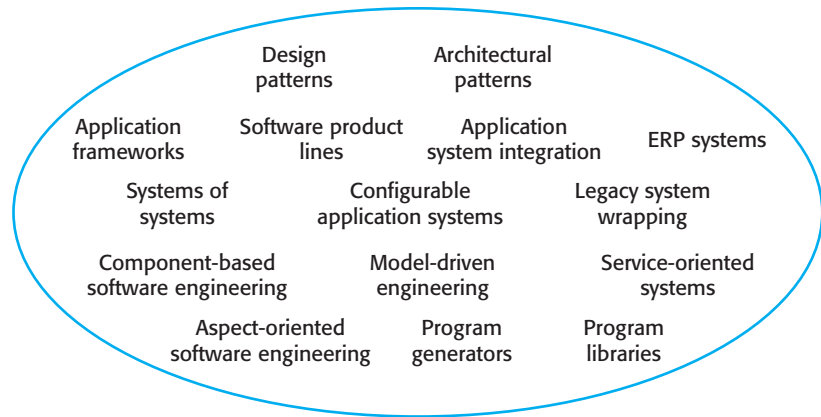 Design
patterns
Architectural
patterns
Application
frameworks
Software product
lines
Application
system integration
ERP systems
Systems of
systems
Configurable
application systems
Legacy system
wrapping
Component-based
software engineering
Model-driven
engineering
Service-oriented
systems
Aspect-oriented
software engineering
Program
generators
Program
libraries